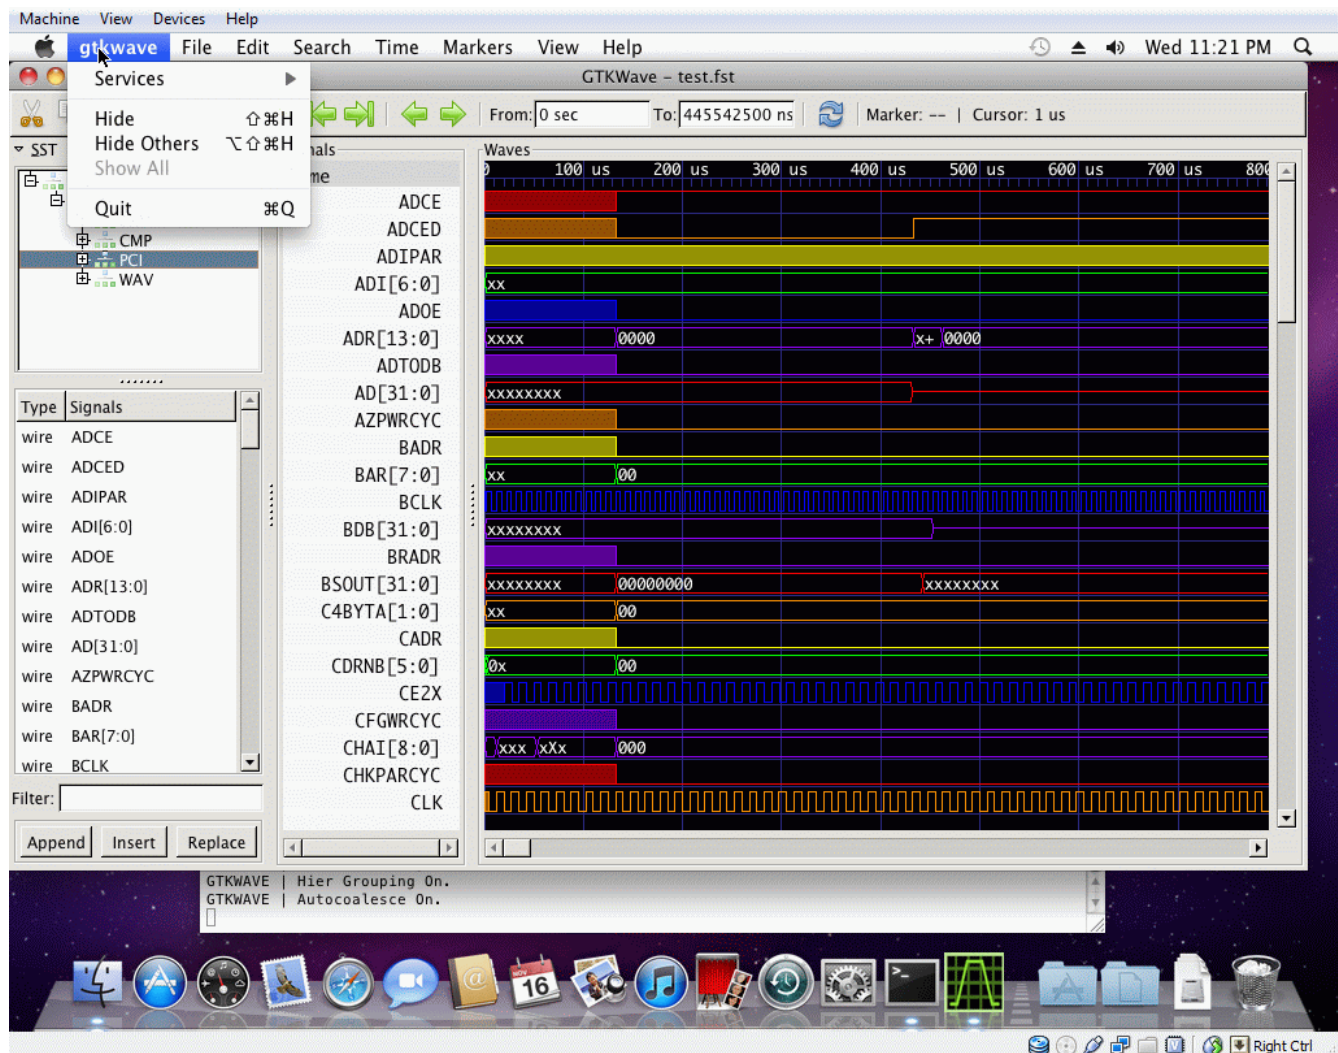 Machine View Devices Help
gtkwave File Edit Search Time Markers View Help Wed 11:21 PM
GTKWave – test.fst
Services
Hide ⇧⌘H
Hide Others ⌥⇧⌘H
Show All
Quit ⌘Q
From: 0 sec To: 445542500 ns Marker: -- | Cursor: 1 us
SST
CMP
PCI
WAV
Type Signals
wire ADCE
wire ADCED
wire ADIPAR
wire ADI[6:0]
wire ADOE
wire ADR[13:0]
wire ADTODB
wire AD[31:0]
wire AZPWRCYC
wire BADR
wire BAR[7:0]
wire BCLK
Filter:
Append Insert Replace
nals
me
ADCE
ADCED
ADIPAR
ADI[6:0]
ADOE
ADR[13:0]
ADTODB
AD[31:0]
AZPWRCYC
BADR
BAR[7:0]
BCLK
BDB[31:0]
BRADR
BSOUT[31:0]
C4BYTA[1:0]
CADR
CDRNB[5:0]
CE2X
CFGWRCYC
CHAI[8:0]
CHKPARCYC
CLK
Waves
100 us 200 us 300 us 400 us 500 us 600 us 700 us 800
xx
xxxx 0000 x+ 0000
xxxxxxxx
xx 00
xxxxxxxx
xxxxxxxx 00000000 xxxxxxxx
xx 00
0x 00
xxx xXx 000
GTKWAVE | Hier Grouping On.
GTKWAVE | Autocoalesce On.
NOV
16
Right Ctrl